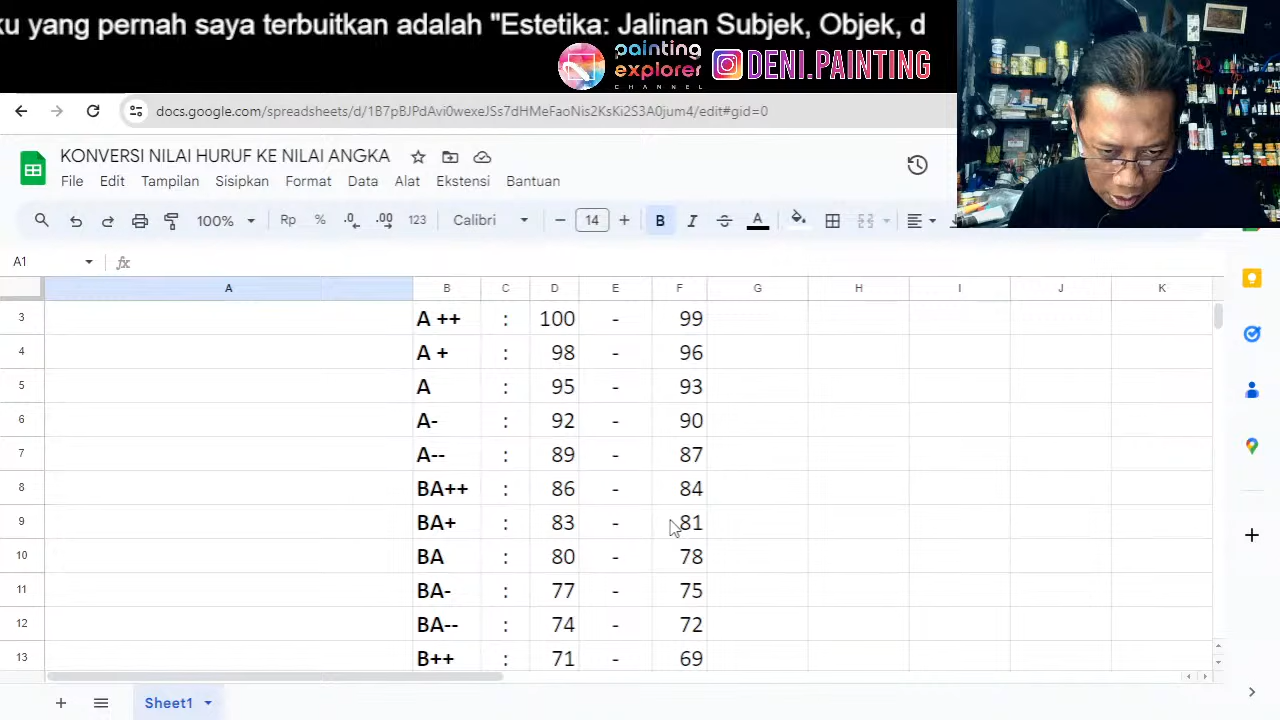 ku yang pernah saya terbuitkan adalah "Estetika: Jalinan Subjek, Objek, d
painting
explorer
CHANNEL
DENI.PAINTING
docs.google.com/spreadsheets/d/1B7pBJPdAvi0wexeJSs7dHMeFaoNis2KsKi2S3A0jum4/edit#gid=0
KONVERSI NILAI HURUF KE NILAI ANGKA
File Edit Tampilan Sisipkan Format Data Alat Ekstensi Bantuan
100% Rp % .0 .00 123 Calibri 14 B I S A
A1 fx
A B C D E F G H I J K
3 A ++ : 100 - 99
4 A + : 98 - 96
5 A : 95 - 93
6 A- : 92 - 90
7 A-- : 89 - 87
8 BA++ : 86 - 84
9 BA+ : 83 - 81
10 BA : 80 - 78
11 BA- : 77 - 75
12 BA-- : 74 - 72
13 B++ : 71 - 69
Sheet1